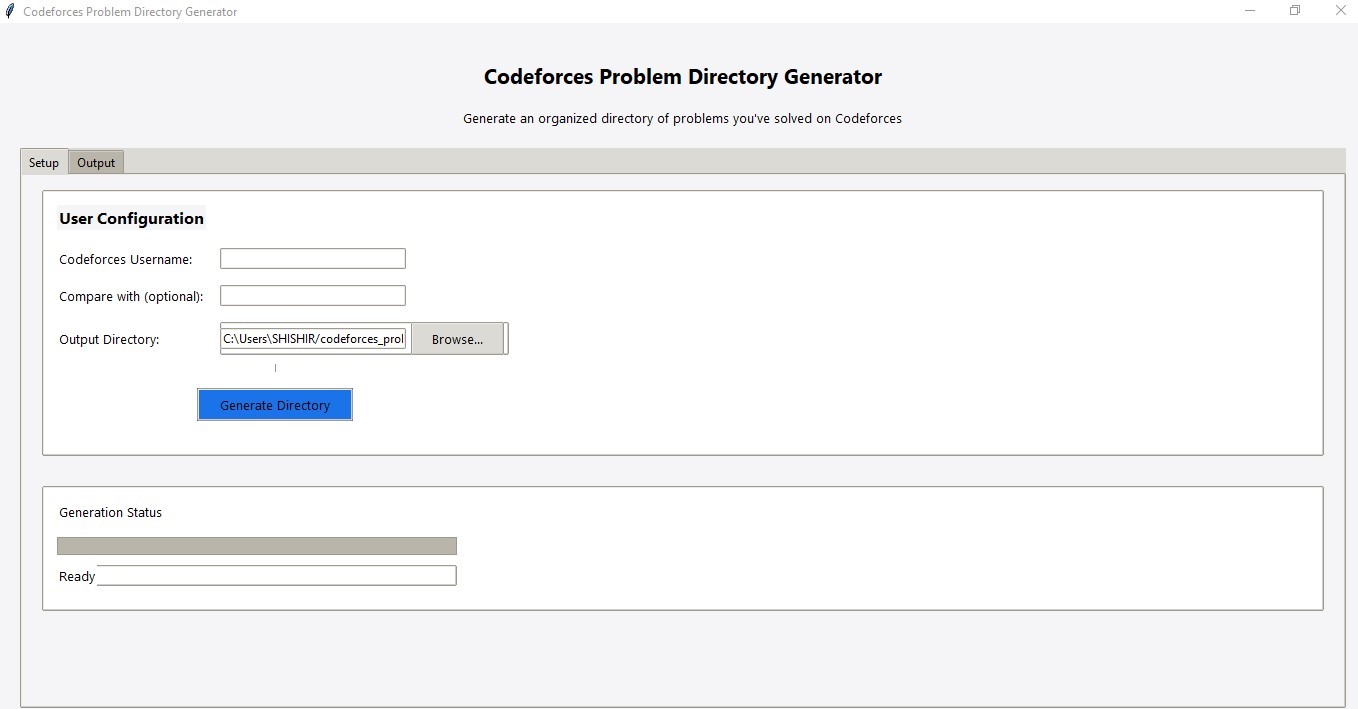 Codeforces Problem Directory Generator
Codeforces Problem Directory Generator
Generate an organized directory of problems you've solved on Codeforces
Setup Output
User Configuration
Codeforces Username:
Compare with (optional):
Output Directory: C:\Users\SHISHIR/codeforces_prol Browse...
Generate Directory
Generation Status
Ready